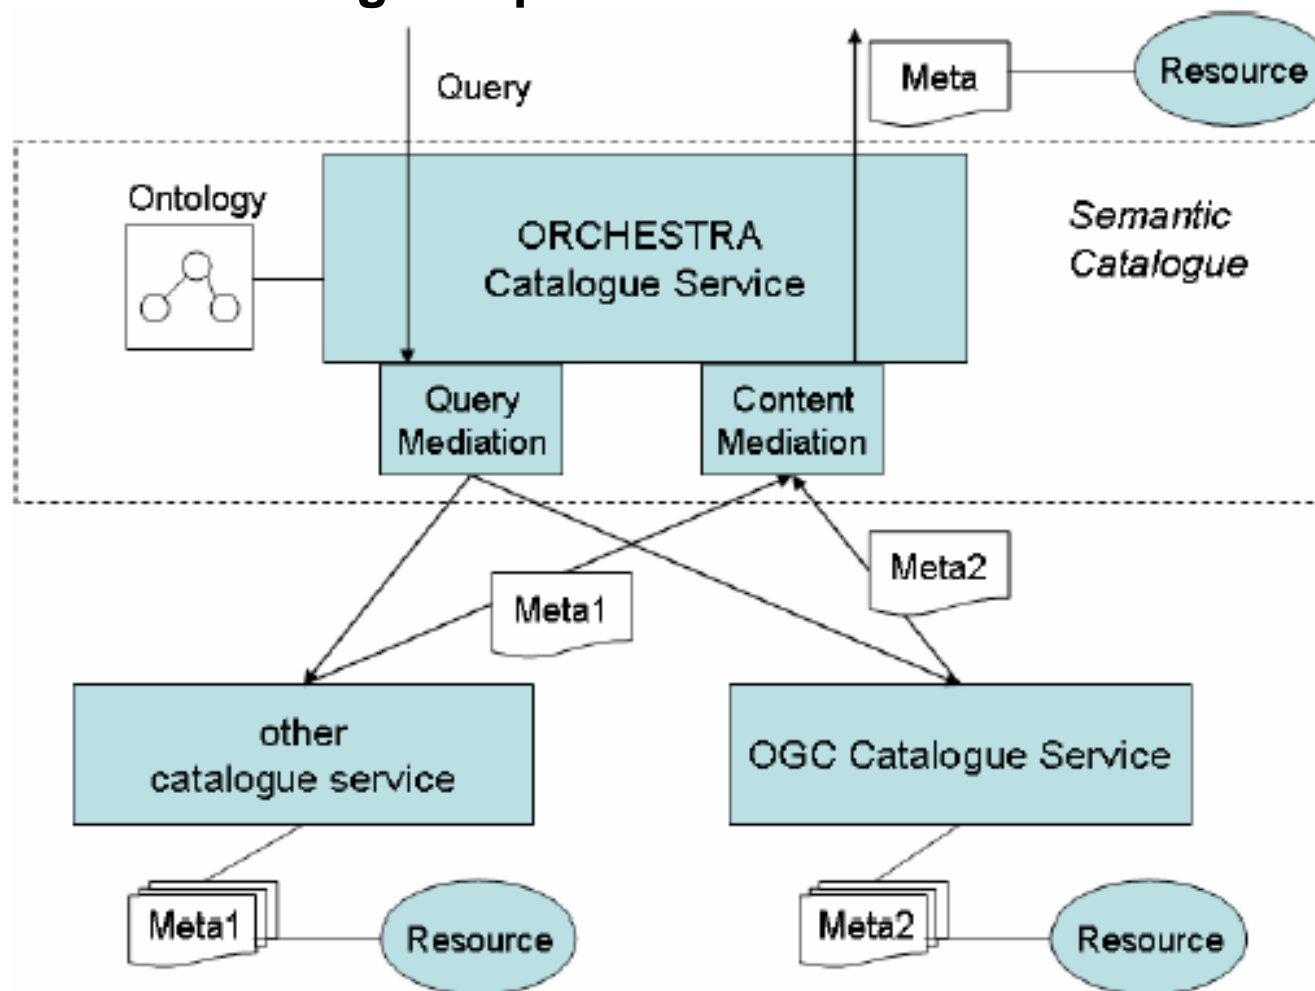 Query
Meta
Resource
Ontology
ORCHESTRA
Catalogue Service
Semantic
Catalogue
Query
Mediation
Content
Mediation
Meta1
Meta2
other
catalogue service
OGC Catalogue Service
Meta1
Resource
Meta2
Resource